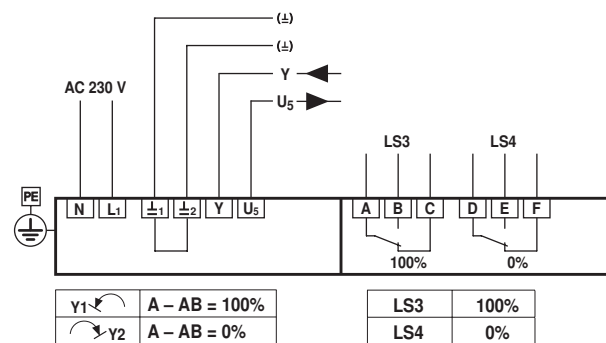 (⊥)
(⊥)
Y
AC 230 V
U5
LS3 LS4
PE
N L1 ⊥1 ⊥2 Y U5 A B C D E F
100% 0%
Y1 A – AB = 100% LS3 100%
Y2 A – AB = 0% LS4 0%